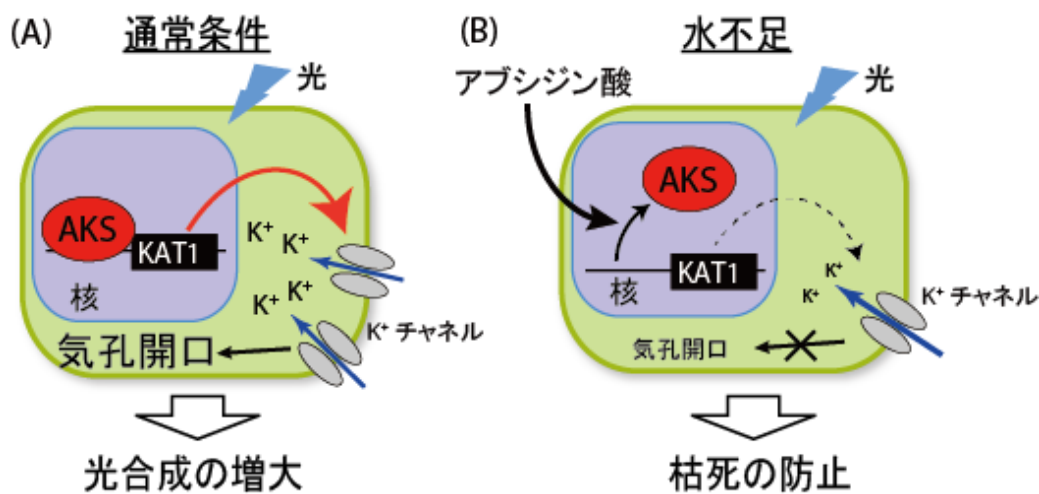 (A) 通常条件
光
AKS
KAT1
核
K⁺
K⁺
K⁺
K⁺
K⁺ チャネル
気孔開口
光合成の増大
(B) 水不足
アブシジン酸
光
AKS
KAT1
核
K⁺
K⁺
K⁺ チャネル
気孔開口
枯死の防止